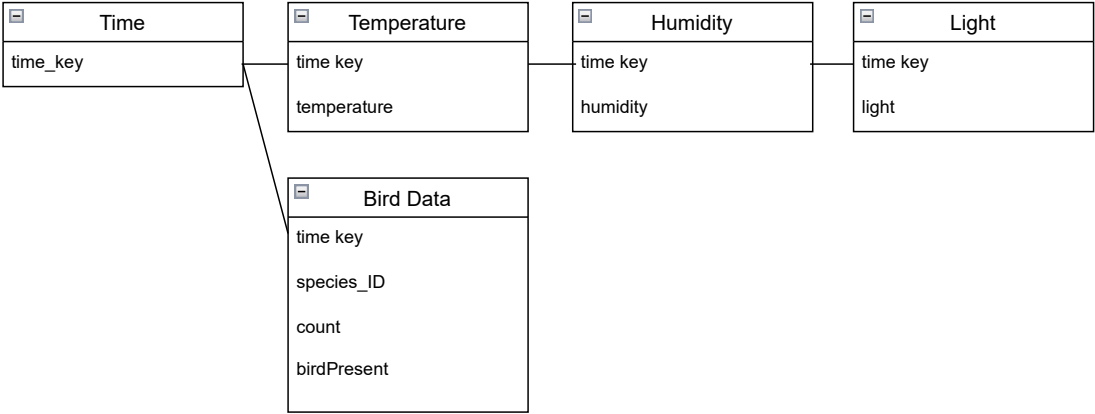 Time
time_key
Temperature
time key
temperature
Humidity
time key
humidity
Light
time key
light
Bird Data
time key
species_ID
count
birdPresent